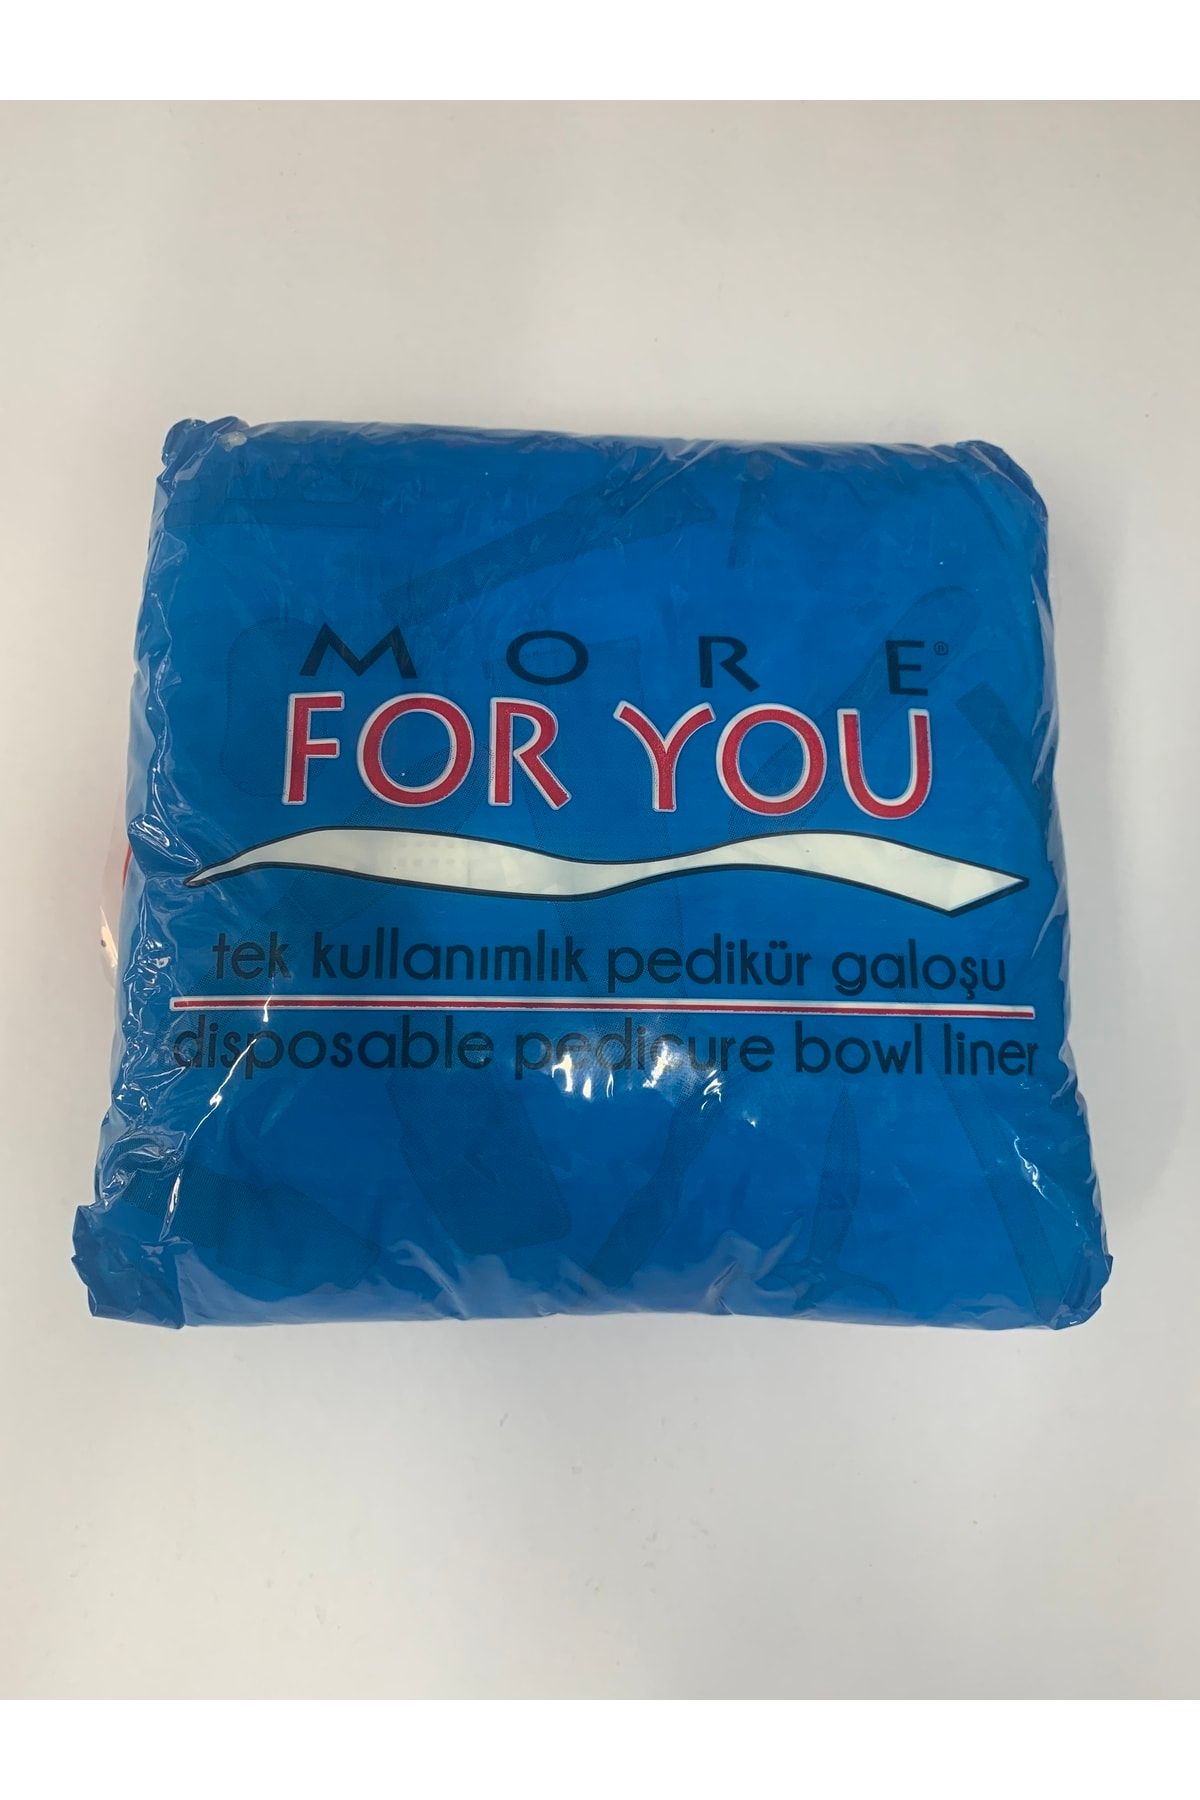 MORE®
FOR YOU
tek kullanımlık pedikür galoşu
disposable pedicure bowl liner